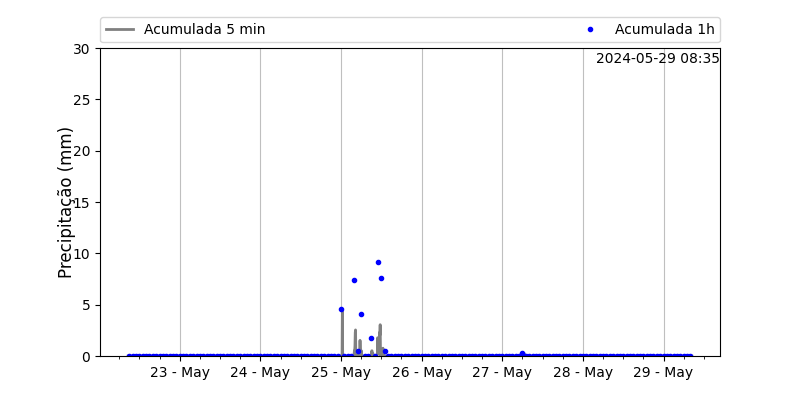 Acumulada 5 min
Acumulada 1h
2024-05-29 08:35
Precipitação (mm)
30
25
20
15
10
5
0
23 - May
24 - May
25 - May
26 - May
27 - May
28 - May
29 - May